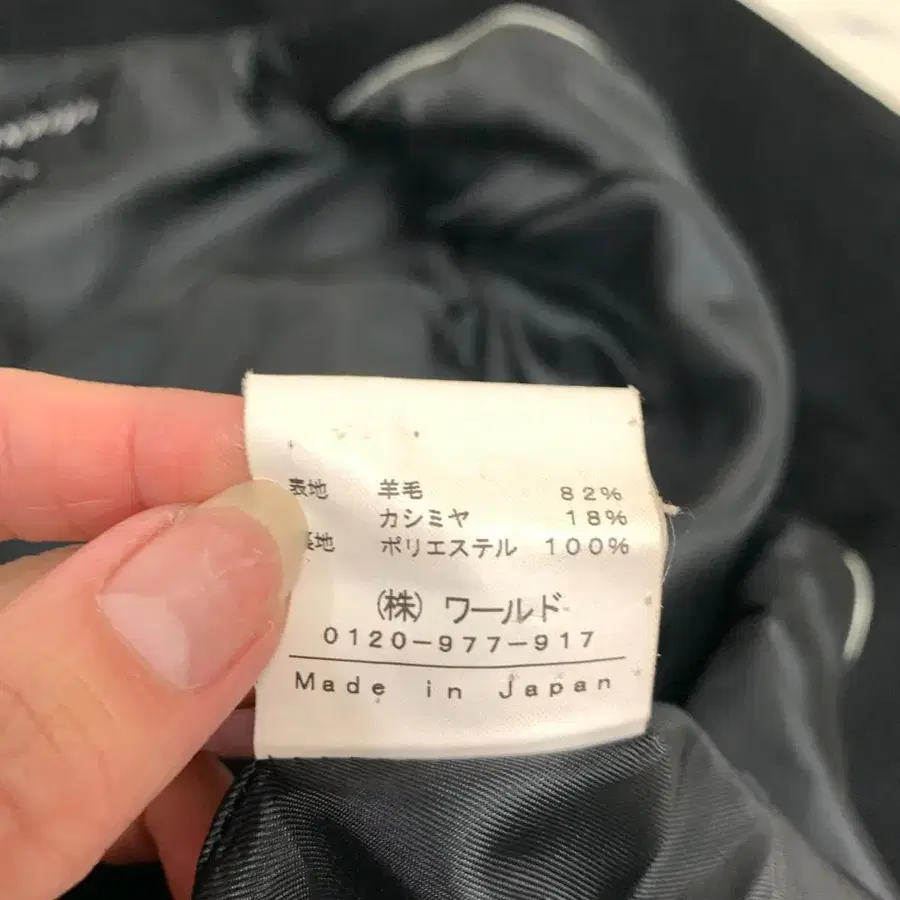 表地 羊毛 82%
カシミヤ 18%
裏地 ポリエステル 100%
(株) ワールド
0120-977-917
Made in Japan